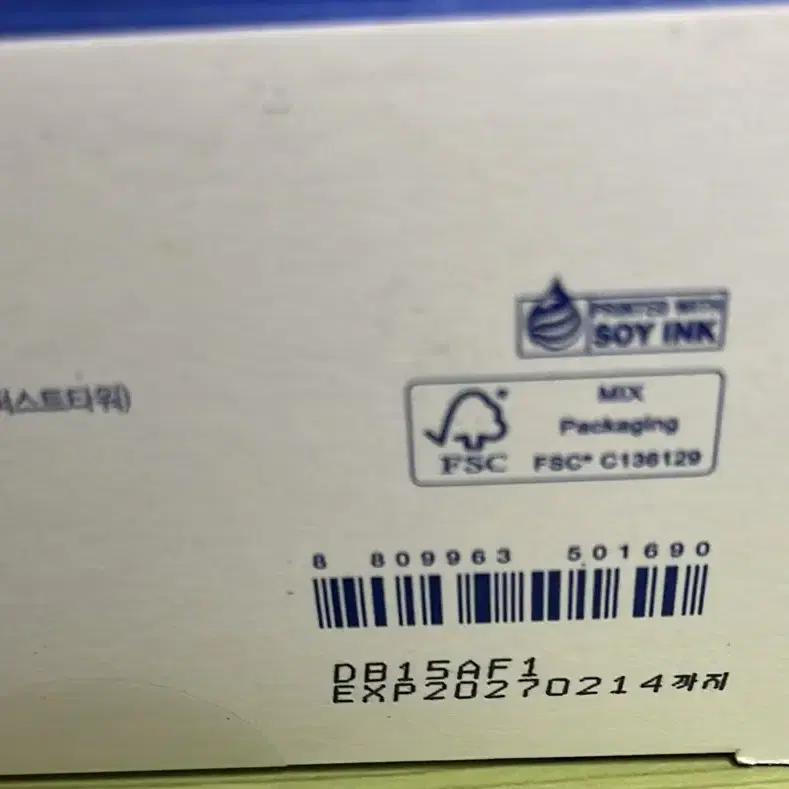 PRINTED WITH
SOY INK
스트타워)
MIX
Packaging
FSC FSC® C136129
8 809963 501690
DB15AF1
EXP20270214까지